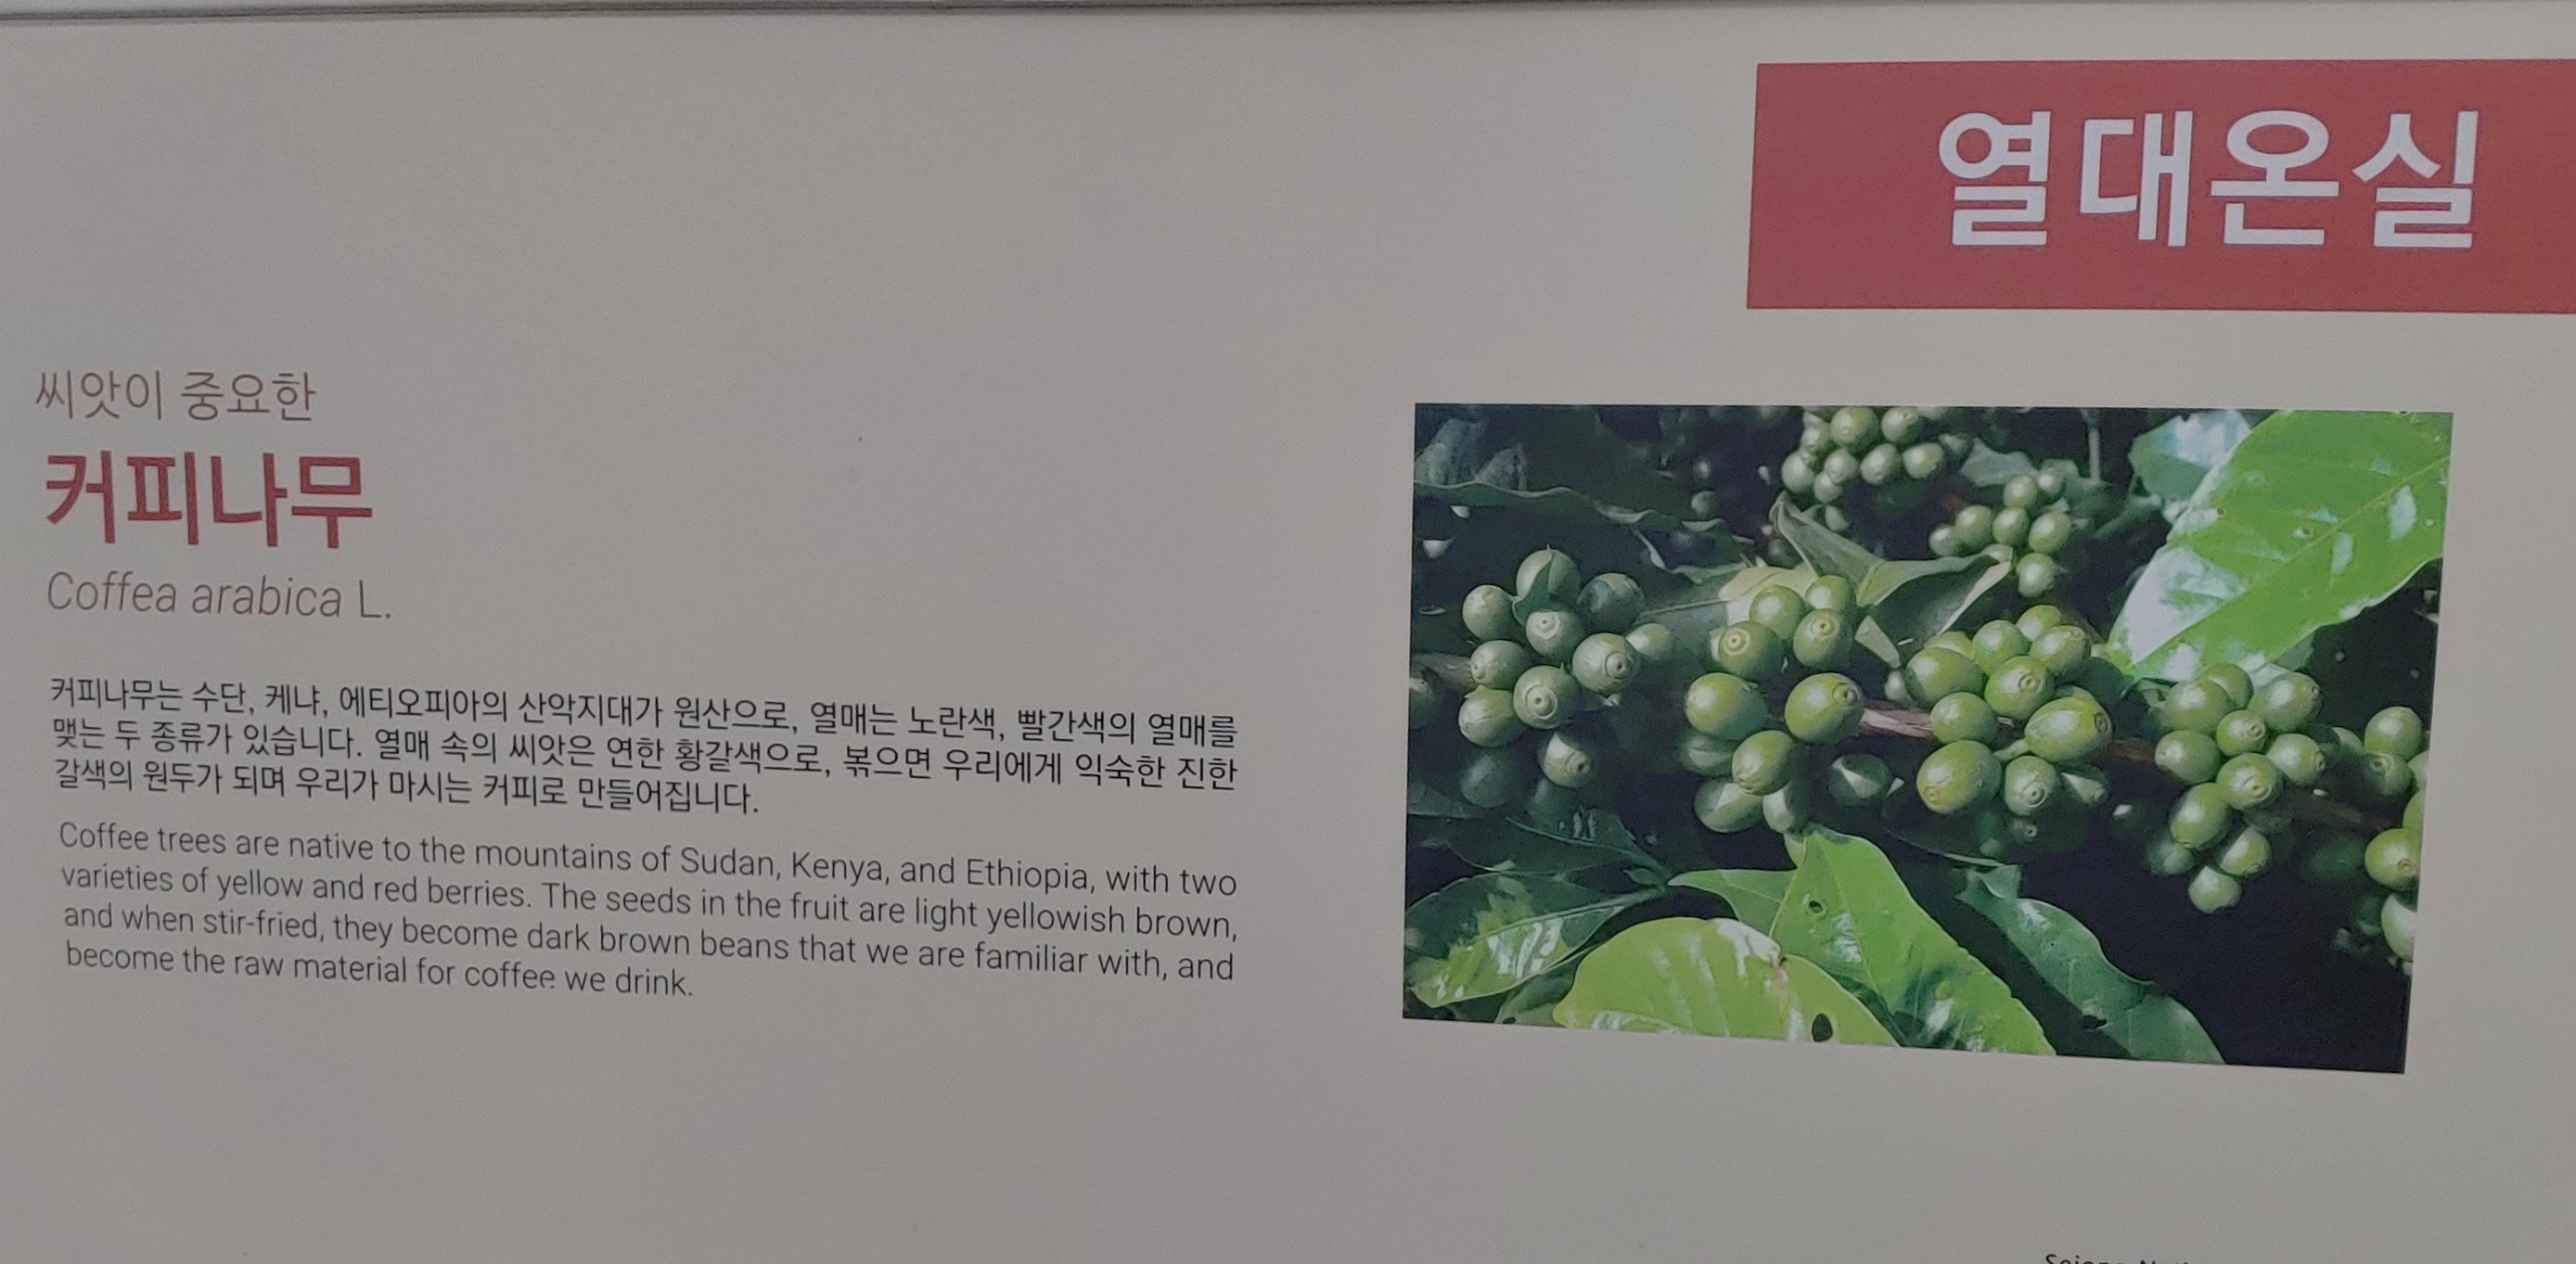 열대온실
씨앗이 중요한
커피나무
Coffea arabica L.
커피나무는 수단, 케냐, 에티오피아의 산악지대가 원산으로, 열매는 노란색, 빨간색의 열매를
맺는 두 종류가 있습니다. 열매 속의 씨앗은 연한 황갈색으로, 볶으면 우리에게 익숙한 진한
갈색의 원두가 되며 우리가 마시는 커피로 만들어집니다.
Coffee trees are native to the mountains of Sudan, Kenya, and Ethiopia, with two
varieties of yellow and red berries. The seeds in the fruit are light yellowish brown,
and when stir-fried, they become dark brown beans that we are familiar with, and
become the raw material for coffee we drink.